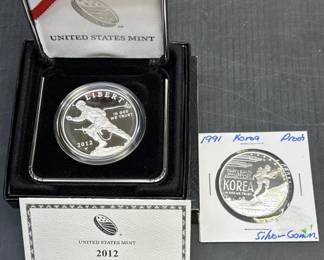 UNITED STATES MINT
LIBERTY
IN GOD
WE TRUST
2012
1991 Korea Proof
KOREA
IN GOD WE TRUST
Silver Comm.
UNITED STATES MINT
2012